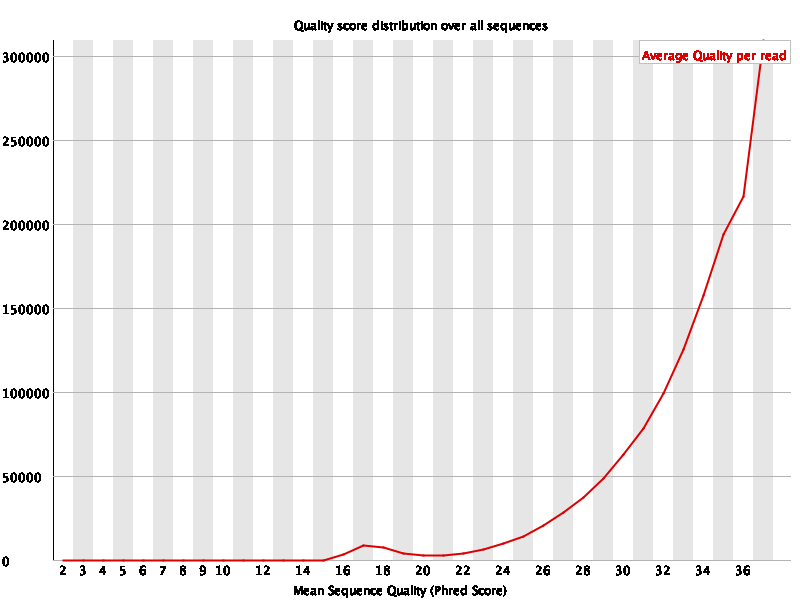 Quality score distribution over all sequences
Average Quality per read
300000
250000
200000
150000
100000
50000
0
2 3 4 5 6 7 8 9 10 12 14 16 18 20 22 24 26 28 30 32 34 36
Mean Sequence Quality (Phred Score)